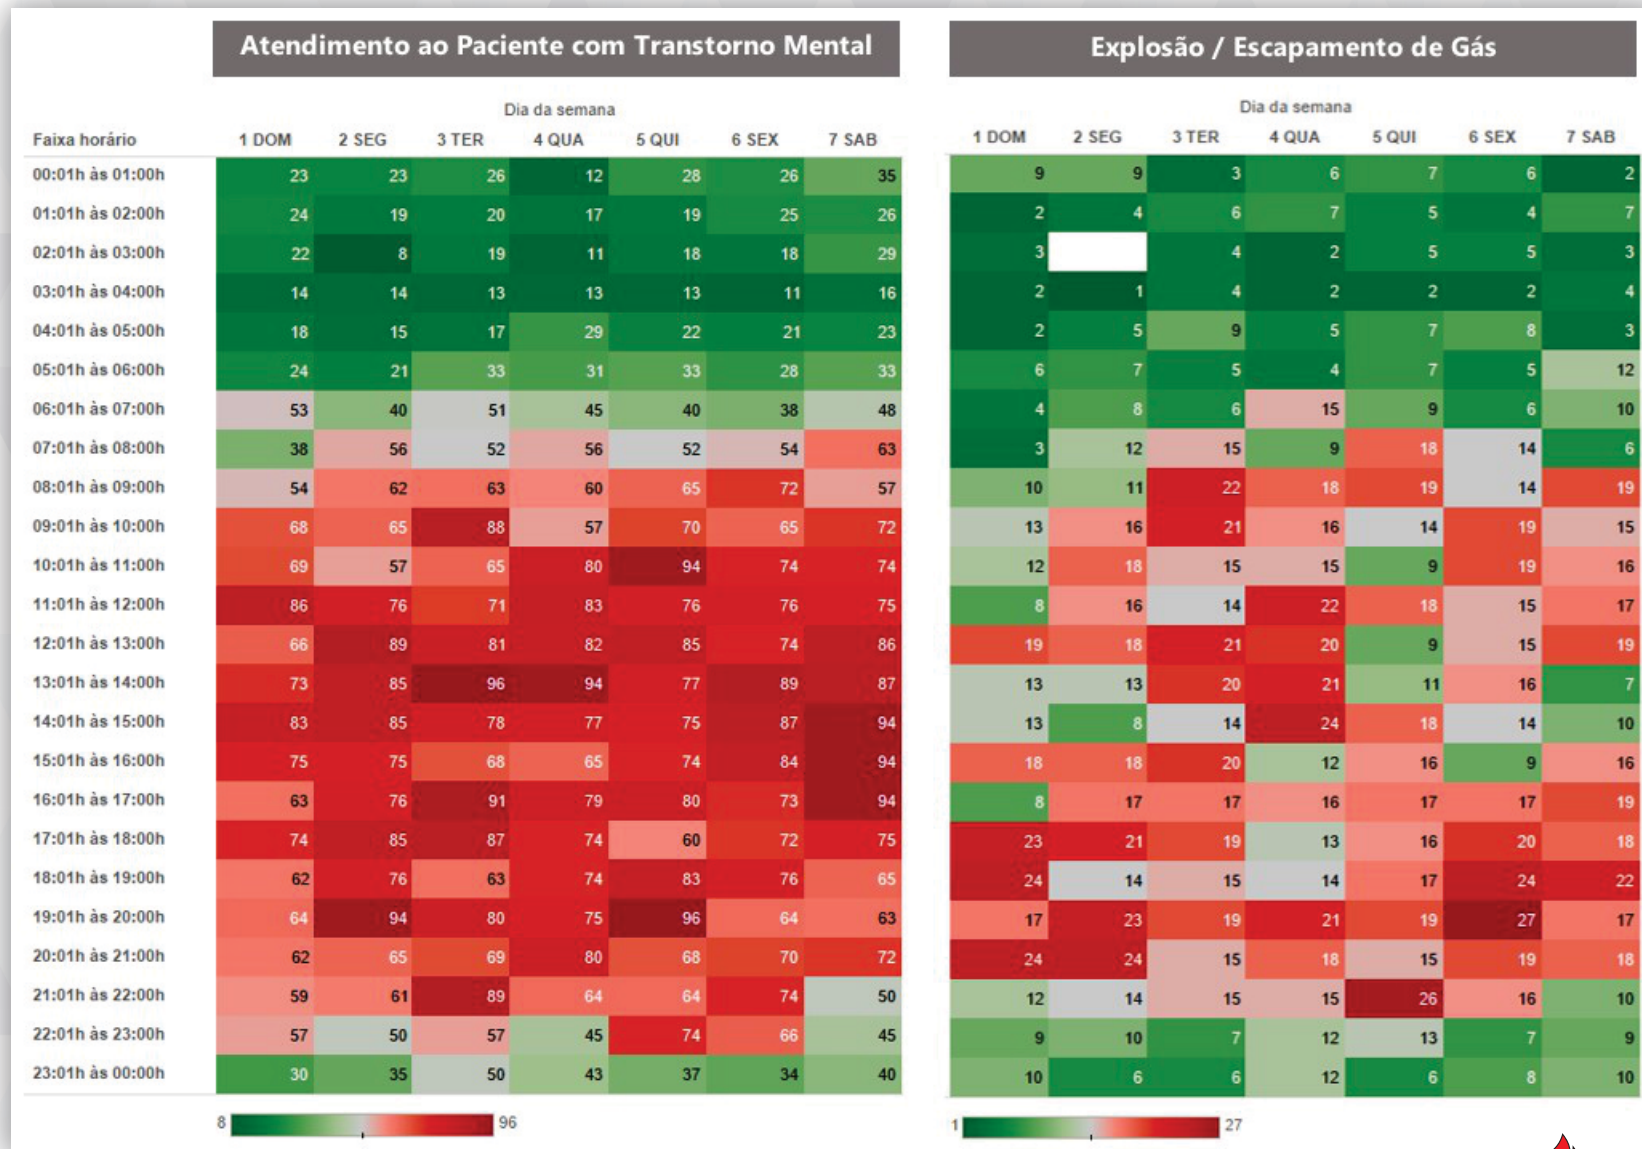 Atendimento ao Paciente com Transtorno Mental
Explosão / Escapamento de Gás
Dia da semana
Dia da semana
Faixa horário 1 DOM 2 SEG 3 TER 4 QUA 5 QUI 6 SEX 7 SAB 1 DOM 2 SEG 3 TER 4 QUA 5 QUI 6 SEX 7 SAB
00:01h às 01:00h 23 23 26 12 28 26 35 9 9 3 6 7 6 2
01:01h às 02:00h 24 19 20 17 19 25 26 2 4 6 7 5 4 7
02:01h às 03:00h 22 8 19 11 18 18 29 3 4 2 5 5 3
03:01h às 04:00h 14 14 13 13 13 11 16 2 1 4 2 2 2 4
04:01h às 05:00h 18 15 17 29 22 21 23 2 5 9 5 7 8 3
05:01h às 06:00h 24 21 33 31 33 28 33 6 7 5 4 7 5 12
06:01h às 07:00h 53 40 51 45 40 38 48 4 8 6 15 9 6 10
07:01h às 08:00h 38 56 52 56 52 54 63 3 12 15 9 18 14 6
08:01h às 09:00h 54 62 63 60 65 72 57 10 11 22 18 19 14 19
09:01h às 10:00h 68 65 88 57 70 65 72 13 16 21 16 14 19 15
10:01h às 11:00h 69 57 65 80 94 74 74 12 18 15 15 9 19 16
11:01h às 12:00h 86 76 71 83 76 76 75 8 16 14 22 18 15 17
12:01h às 13:00h 66 89 81 82 85 74 86 19 18 21 20 9 15 19
13:01h às 14:00h 73 85 96 94 77 89 87 13 13 20 21 11 16 7
14:01h às 15:00h 83 85 78 77 75 87 94 13 8 14 24 18 14 10
15:01h às 16:00h 75 75 68 65 74 84 94 18 18 20 12 16 9 16
16:01h às 17:00h 63 76 91 79 80 73 94 8 17 17 16 17 17 19
17:01h às 18:00h 74 85 87 74 60 72 75 23 21 19 13 16 20 18
18:01h às 19:00h 62 76 63 74 83 76 65 24 14 15 14 17 24 22
19:01h às 20:00h 64 94 80 75 96 64 63 17 23 19 21 19 27 17
20:01h às 21:00h 62 65 69 80 68 70 72 24 24 15 18 15 19 18
21:01h às 22:00h 59 61 89 64 64 74 50 12 14 15 15 26 16 10
22:01h às 23:00h 57 50 57 45 74 66 45 9 10 7 12 13 7 9
23:01h às 00:00h 30 35 50 43 37 34 40 10 6 6 12 6 8 10
8 96
1 27